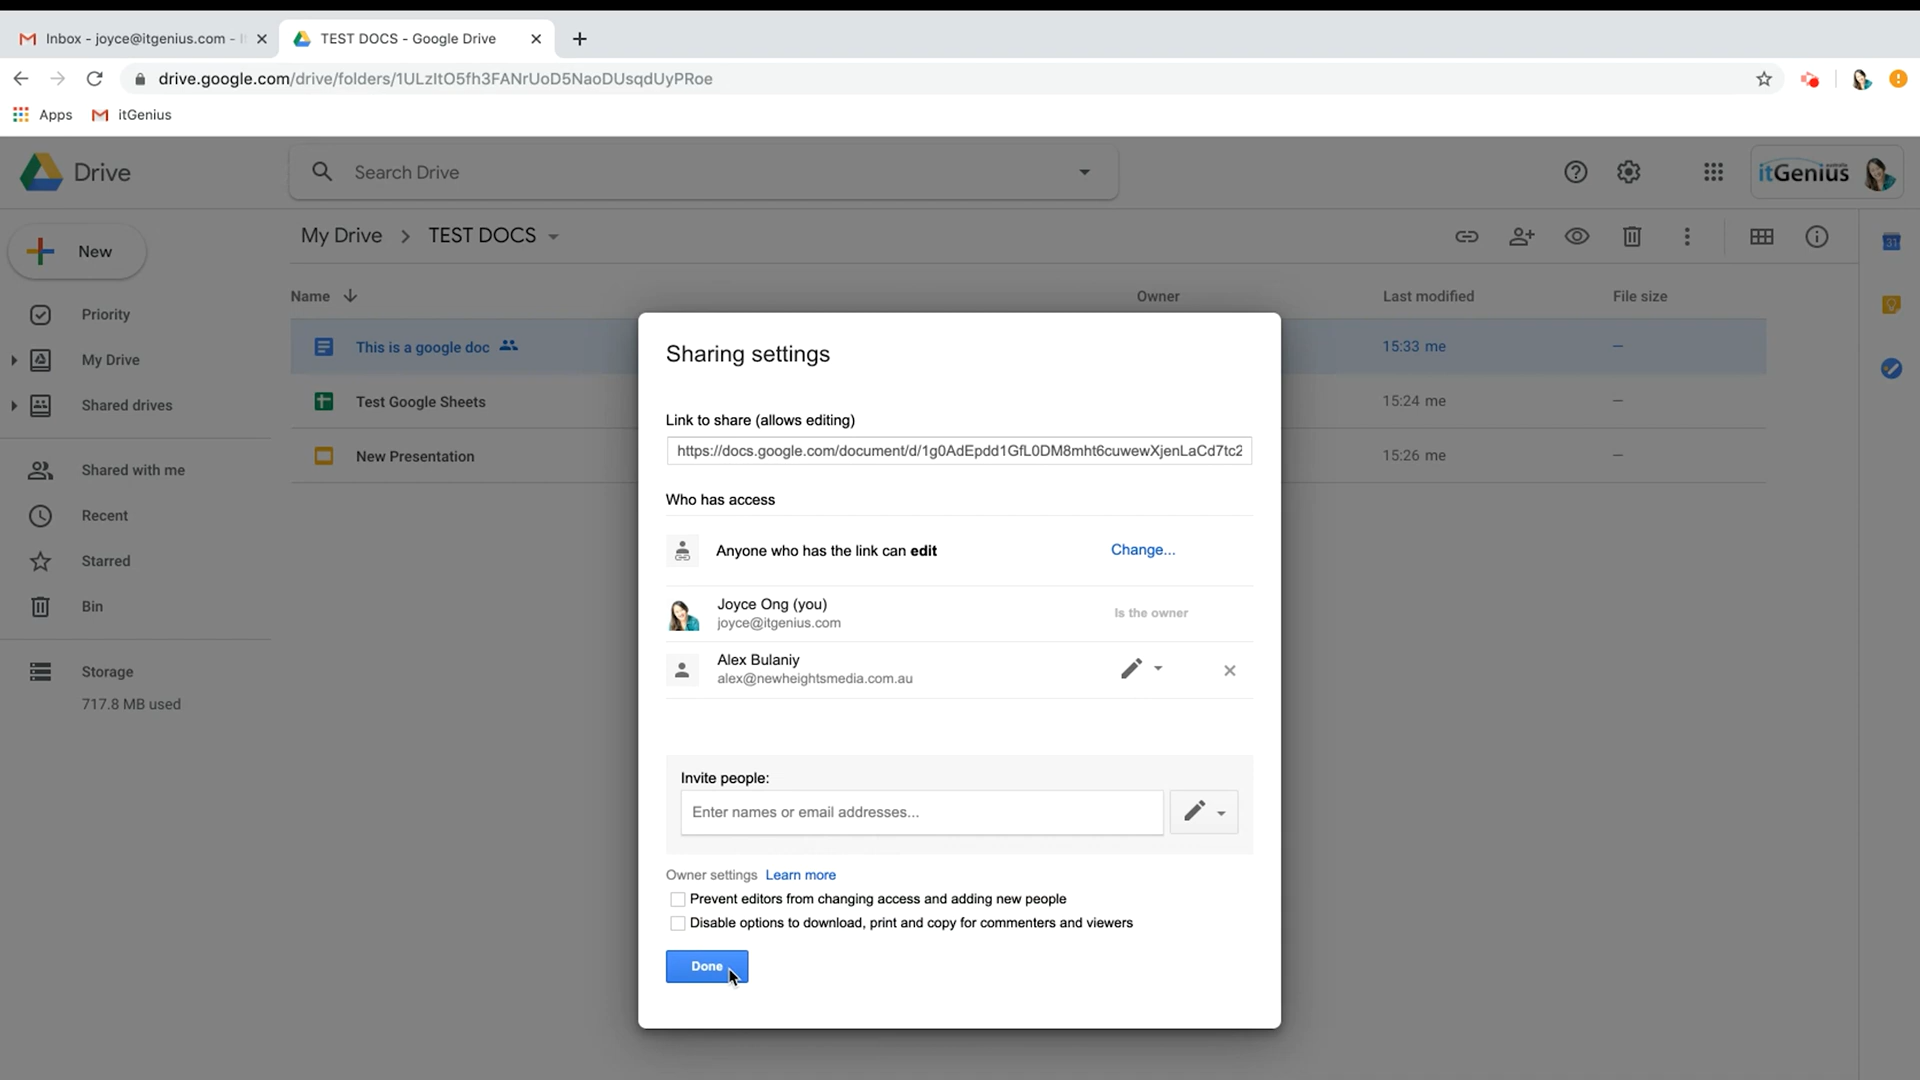 Inbox - joyce@itgenius.com -
TEST DOCS - Google Drive
drive.google.com/drive/folders/1ULzItO5fh3FANrUoD5NaoDUsqdUyPRoe
Apps
itGenius
Drive
Search Drive
itGenius
New
My Drive
TEST DOCS
31
Name
Owner
Last modified
File size
Priority
This is a google doc
15:33 me
—
My Drive
Test Google Sheets
15:24 me
—
Shared drives
New Presentation
15:26 me
—
Shared with me
Recent
Starred
Bin
Storage
717.8 MB used
Sharing settings
Link to share (allows editing)
https://docs.google.com/document/d/1g0AdEpdd1GfL0DM8mht6cuwewXjenLaCd7tc2
Who has access
Anyone who has the link can edit
Change...
Joyce Ong (you)
joyce@itgenius.com
Is the owner
Alex Bulaniy
alex@newheightsmedia.com.au
Invite people:
Enter names or email addresses...
Owner settings Learn more
Prevent editors from changing access and adding new people
Disable options to download, print and copy for commenters and viewers
Done